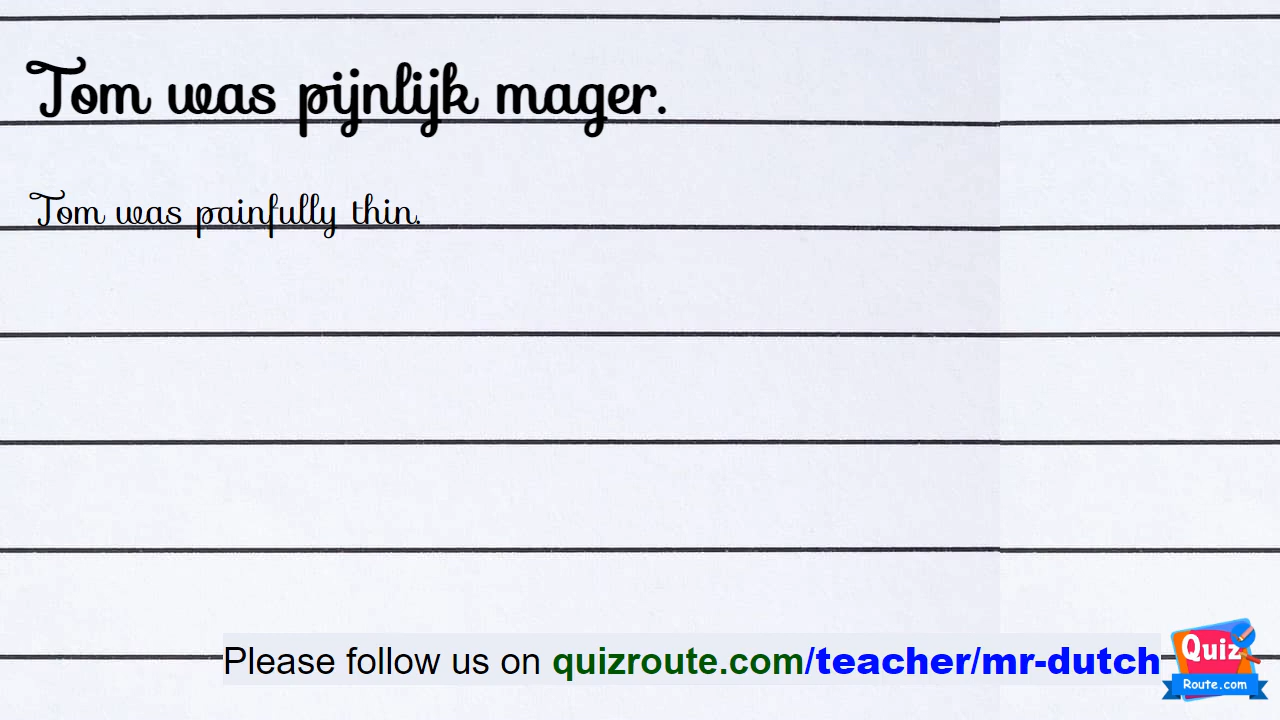 Tom was pijnlijk mager.
Tom was painfully thin.
Please follow us on quizroute.com/teacher/mr-dutch
Quiz
Route.com